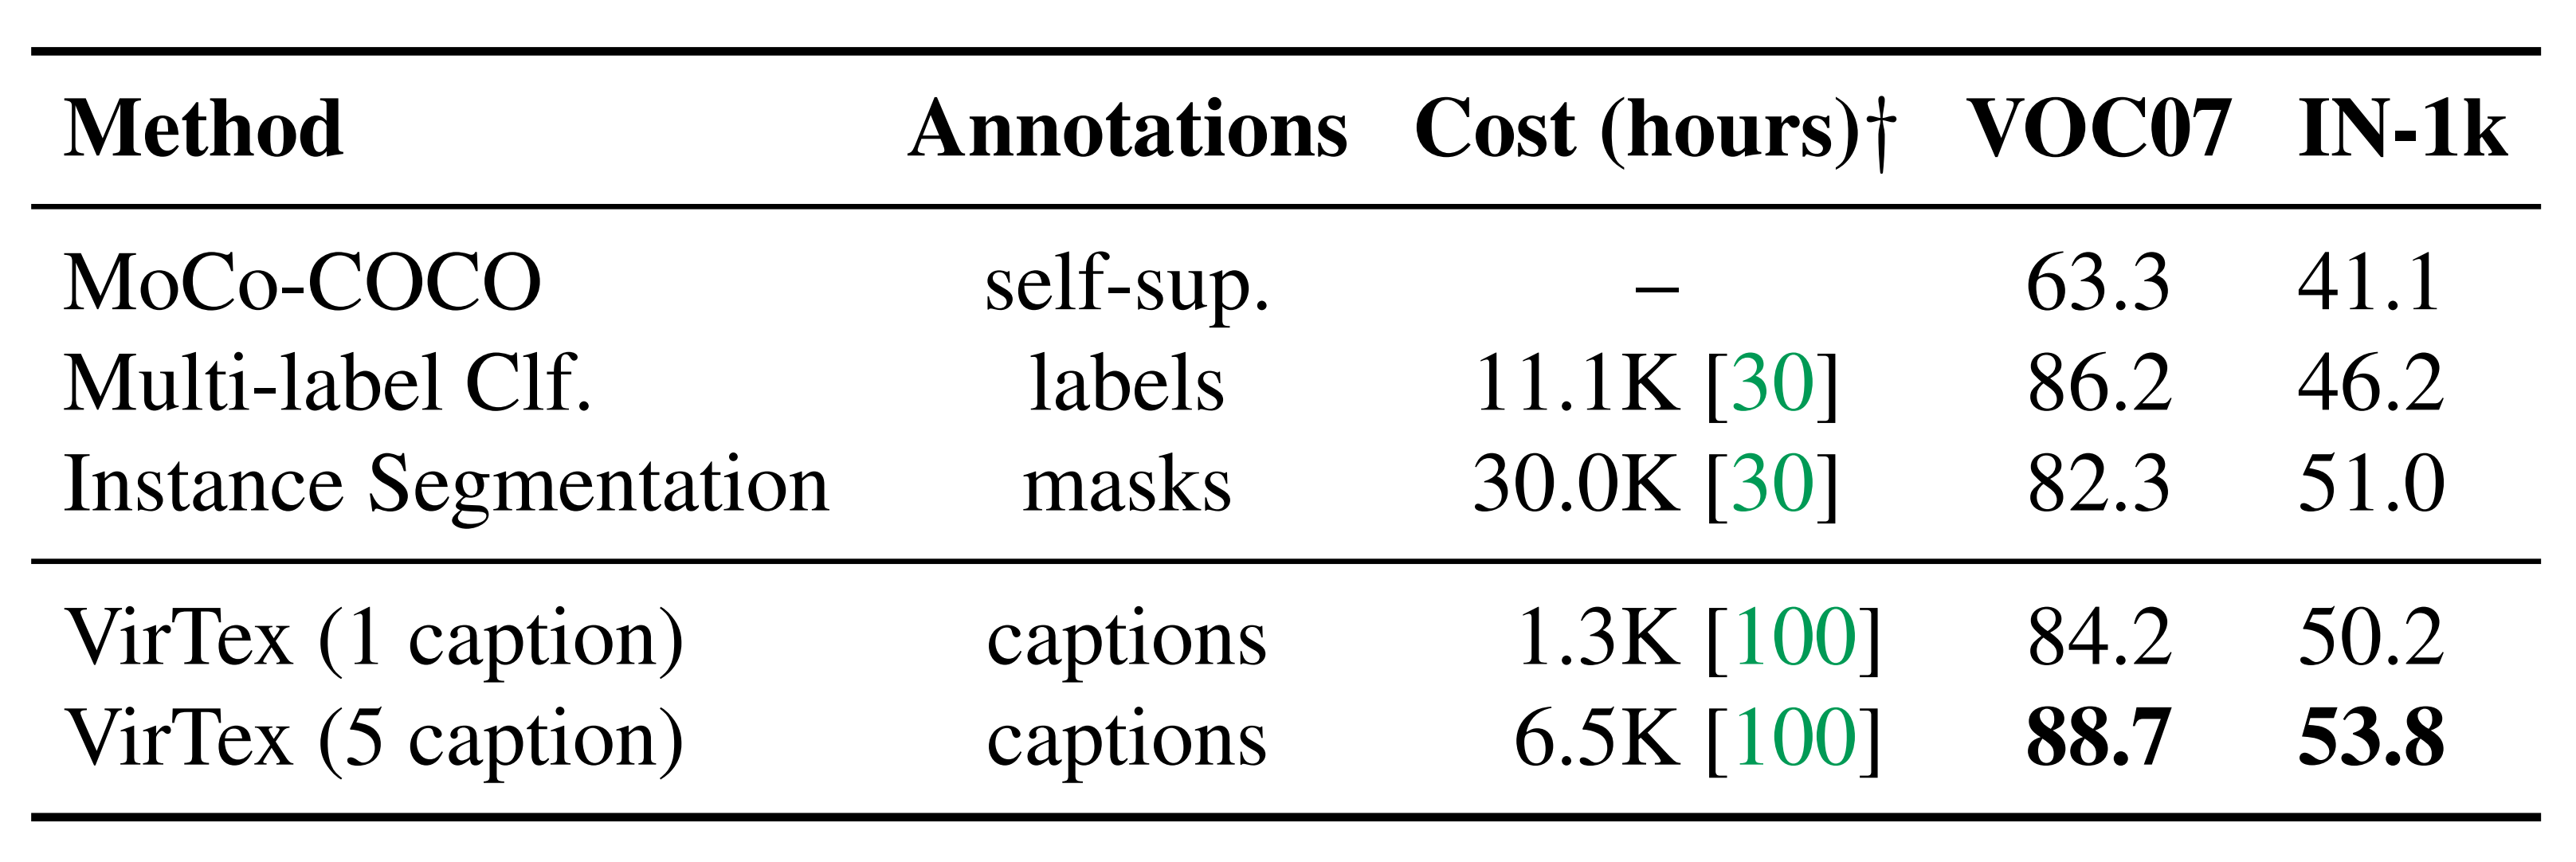 Method Annotations Cost (hours)† VOC07 IN-1k
MoCo-COCO self-sup. – 63.3 41.1
Multi-label Clf. labels 11.1K [30] 86.2 46.2
Instance Segmentation masks 30.0K [30] 82.3 51.0
VirTex (1 caption) captions 1.3K [100] 84.2 50.2
VirTex (5 caption) captions 6.5K [100] 88.7 53.8